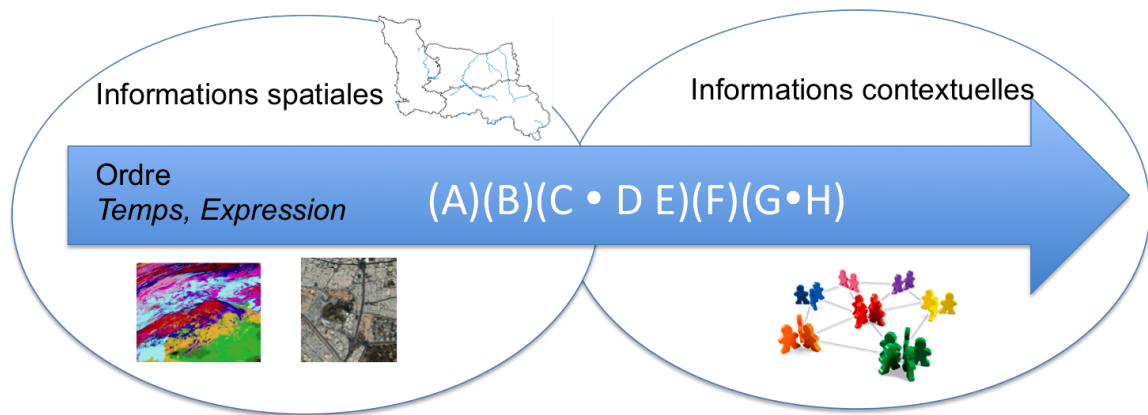 Informations spatiales
Informations contextuelles
Ordre
Temps, Expression
(A)(B)(C • D E)(F)(G•H)